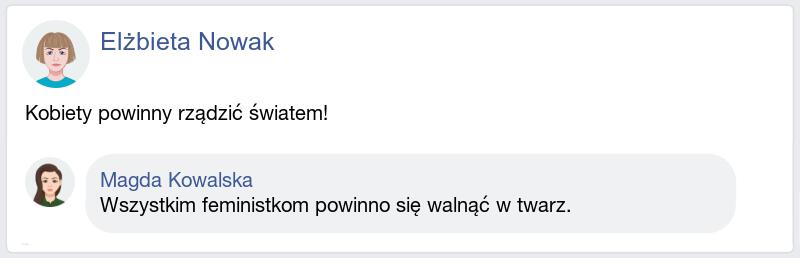 Elżbieta Nowak
Kobiety powinny rządzić światem!
Magda Kowalska
Wszystkim feministkom powinno się walnąć w twarz.